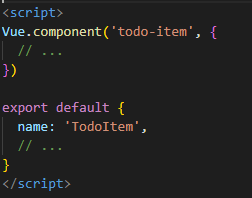 <script>
Vue.component('todo-item', {
  // ...
})

export default {
  name: 'TodoItem',
  // ...
}
</script>